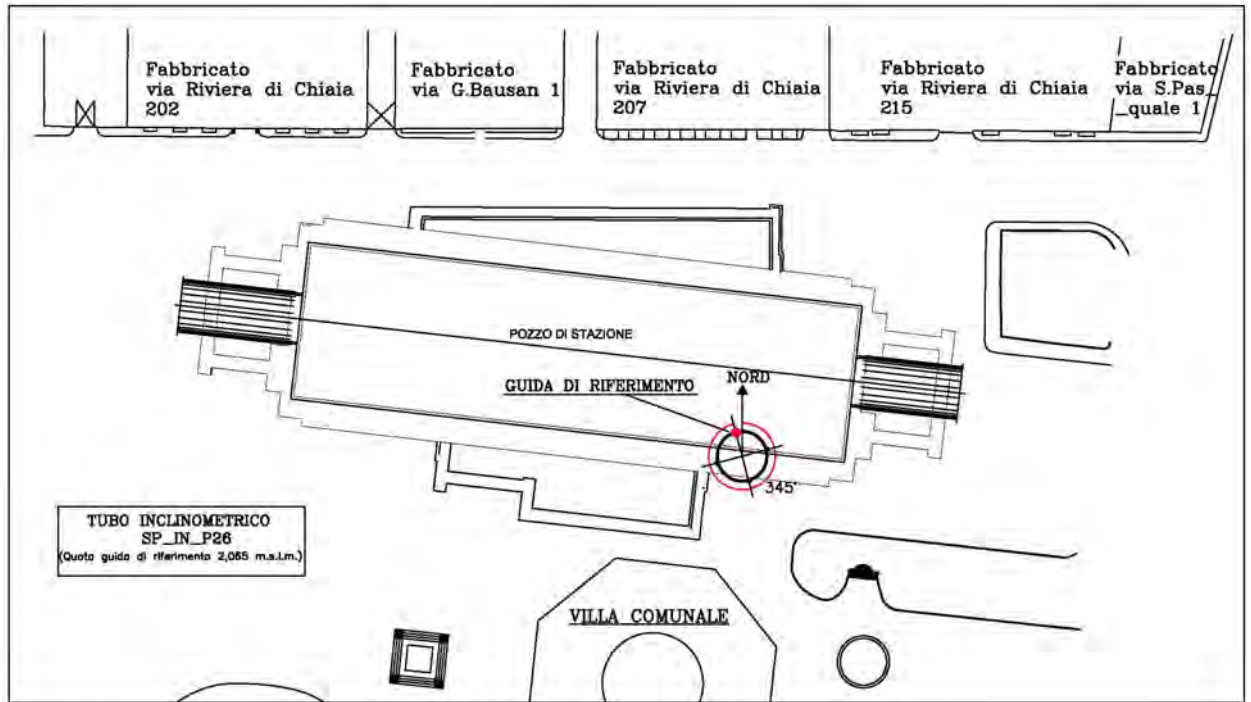 Fabbricato
via Riviera di Chiaia
202
Fabbricato
via G.Bausan 1
Fabbricato
via Riviera di Chiaia
207
Fabbricato
via Riviera di Chiaia
215
Fabbricato
via S.Pas_
_quale 1
POZZO DI STAZIONE
GUIDA DI RIFERIMENTO
NORD
345°
TUBO INCLINOMETRICO
SP_IN_P26
(Quota guida di riferimento 2,065 m.s.l.m.)
VILLA COMUNALE